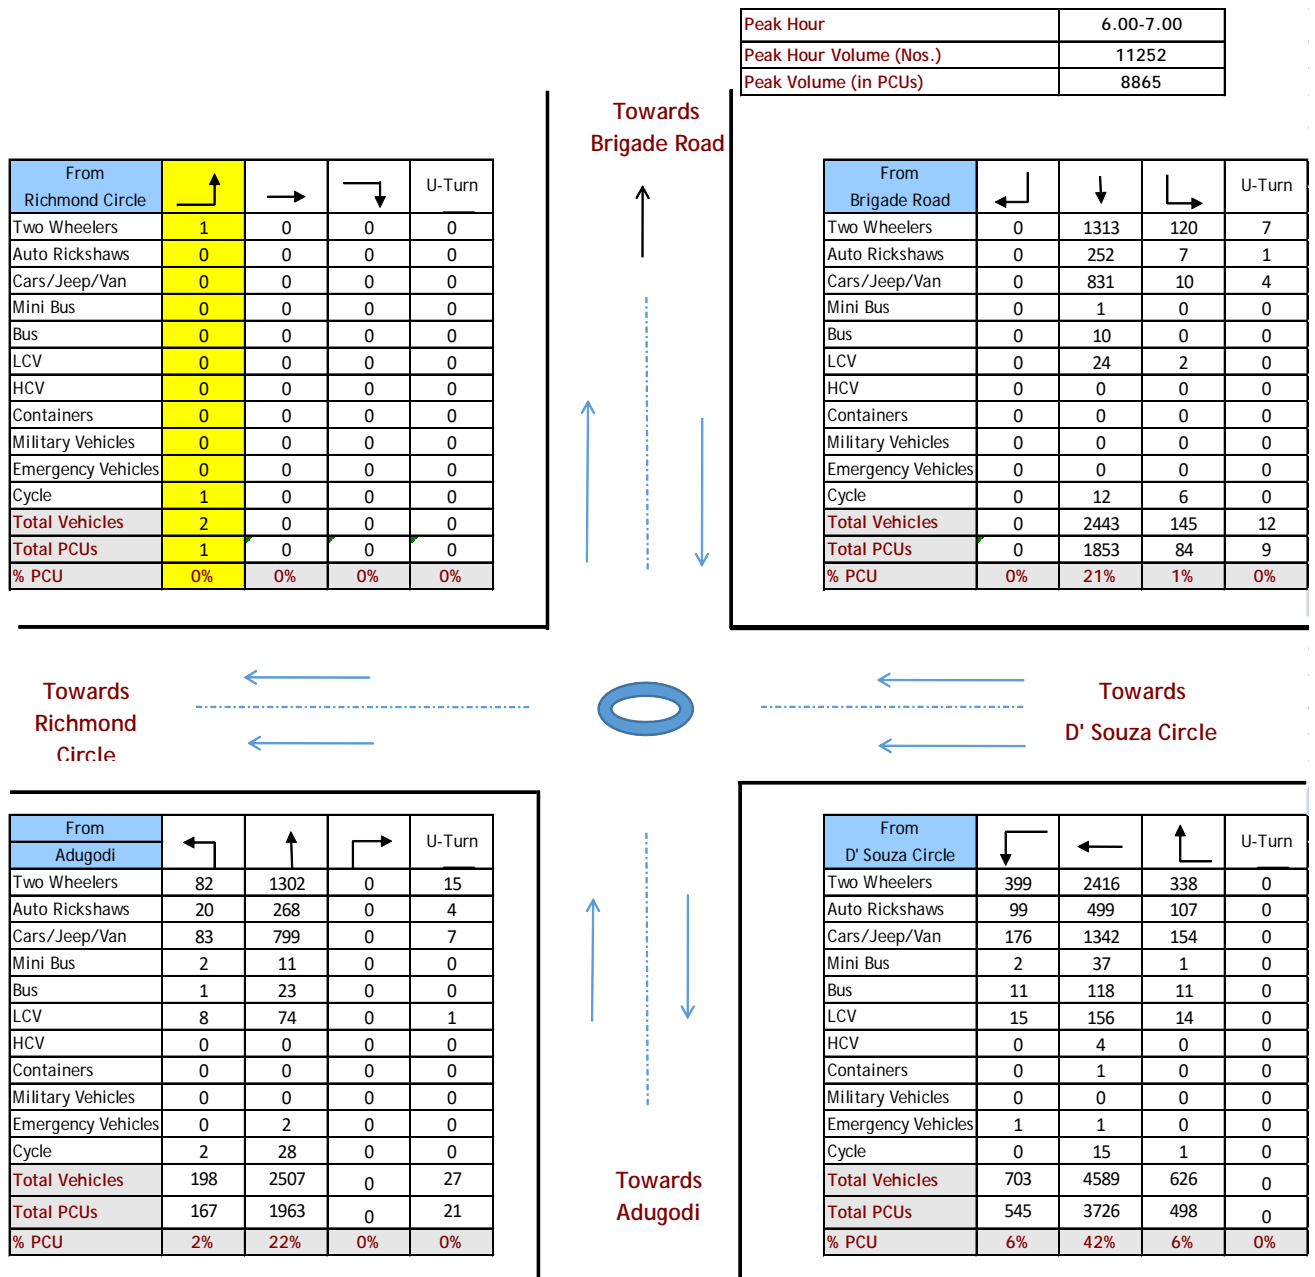 Peak Hour 6.00-7.00
Peak Hour Volume (Nos.) 11252
Peak Volume (in PCUs) 8865
Towards
Brigade Road
From
Richmond Circle U-Turn
Two Wheelers 1 0 0 0
Auto Rickshaws 0 0 0 0
Cars/Jeep/Van 0 0 0 0
Mini Bus 0 0 0 0
Bus 0 0 0 0
LCV 0 0 0 0
HCV 0 0 0 0
Containers 0 0 0 0
Military Vehicles 0 0 0 0
Emergency Vehicles 0 0 0 0
Cycle 1 0 0 0
Total Vehicles 2 0 0 0
Total PCUs 1 0 0 0
% PCU 0% 0% 0% 0%
From
Brigade Road U-Turn
Two Wheelers 0 1313 120 7
Auto Rickshaws 0 252 7 1
Cars/Jeep/Van 0 831 10 4
Mini Bus 0 1 0 0
Bus 0 10 0 0
LCV 0 24 2 0
HCV 0 0 0 0
Containers 0 0 0 0
Military Vehicles 0 0 0 0
Emergency Vehicles 0 0 0 0
Cycle 0 12 6 0
Total Vehicles 0 2443 145 12
Total PCUs 0 1853 84 9
% PCU 0% 21% 1% 0%
Towards
Richmond
Circle
Towards
D' Souza Circle
From
Adugodi U-Turn
Two Wheelers 82 1302 0 15
Auto Rickshaws 20 268 0 4
Cars/Jeep/Van 83 799 0 7
Mini Bus 2 11 0 0
Bus 1 23 0 0
LCV 8 74 0 1
HCV 0 0 0 0
Containers 0 0 0 0
Military Vehicles 0 0 0 0
Emergency Vehicles 0 2 0 0
Cycle 2 28 0 0
Total Vehicles 198 2507 0 27
Total PCUs 167 1963 0 21
% PCU 2% 22% 0% 0%
Towards
Adugodi
From
D' Souza Circle U-Turn
Two Wheelers 399 2416 338 0
Auto Rickshaws 99 499 107 0
Cars/Jeep/Van 176 1342 154 0
Mini Bus 2 37 1 0
Bus 11 118 11 0
LCV 15 156 14 0
HCV 0 4 0 0
Containers 0 1 0 0
Military Vehicles 0 0 0 0
Emergency Vehicles 1 1 0 0
Cycle 0 15 1 0
Total Vehicles 703 4589 626 0
Total PCUs 545 3726 498 0
% PCU 6% 42% 6% 0%